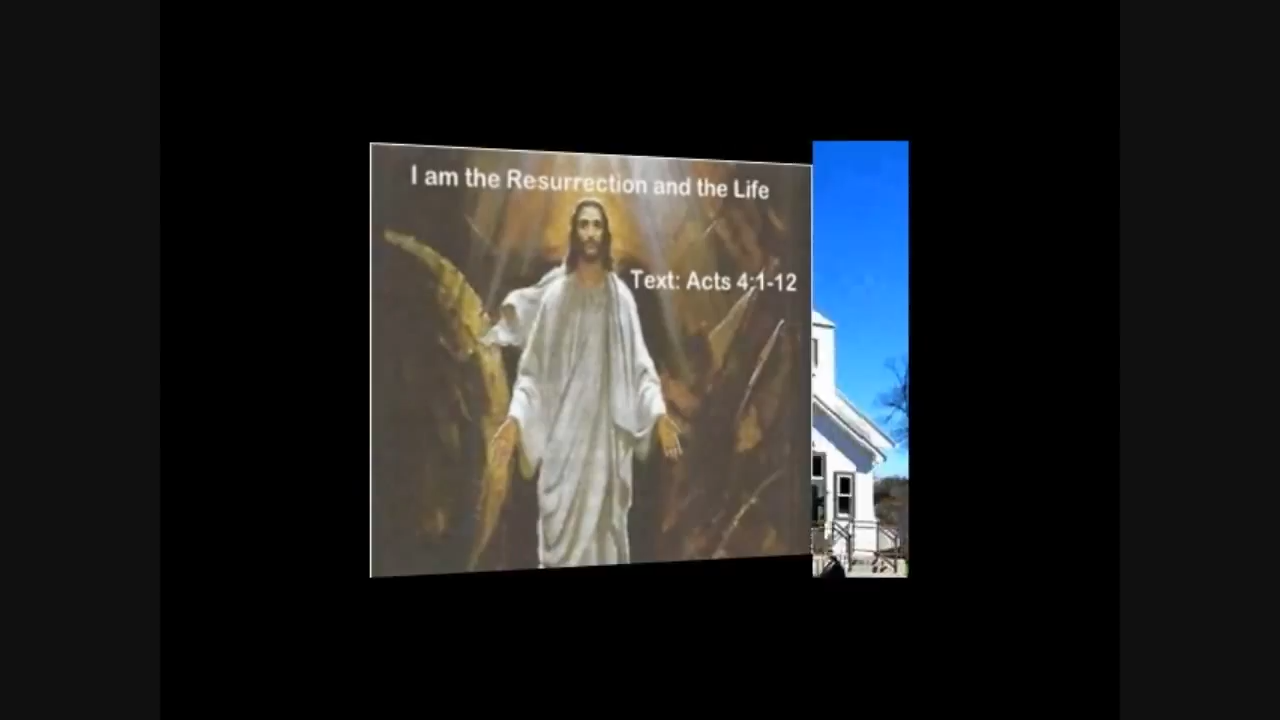 I am the Resurrection and the Life
Text: Acts 4:1-12